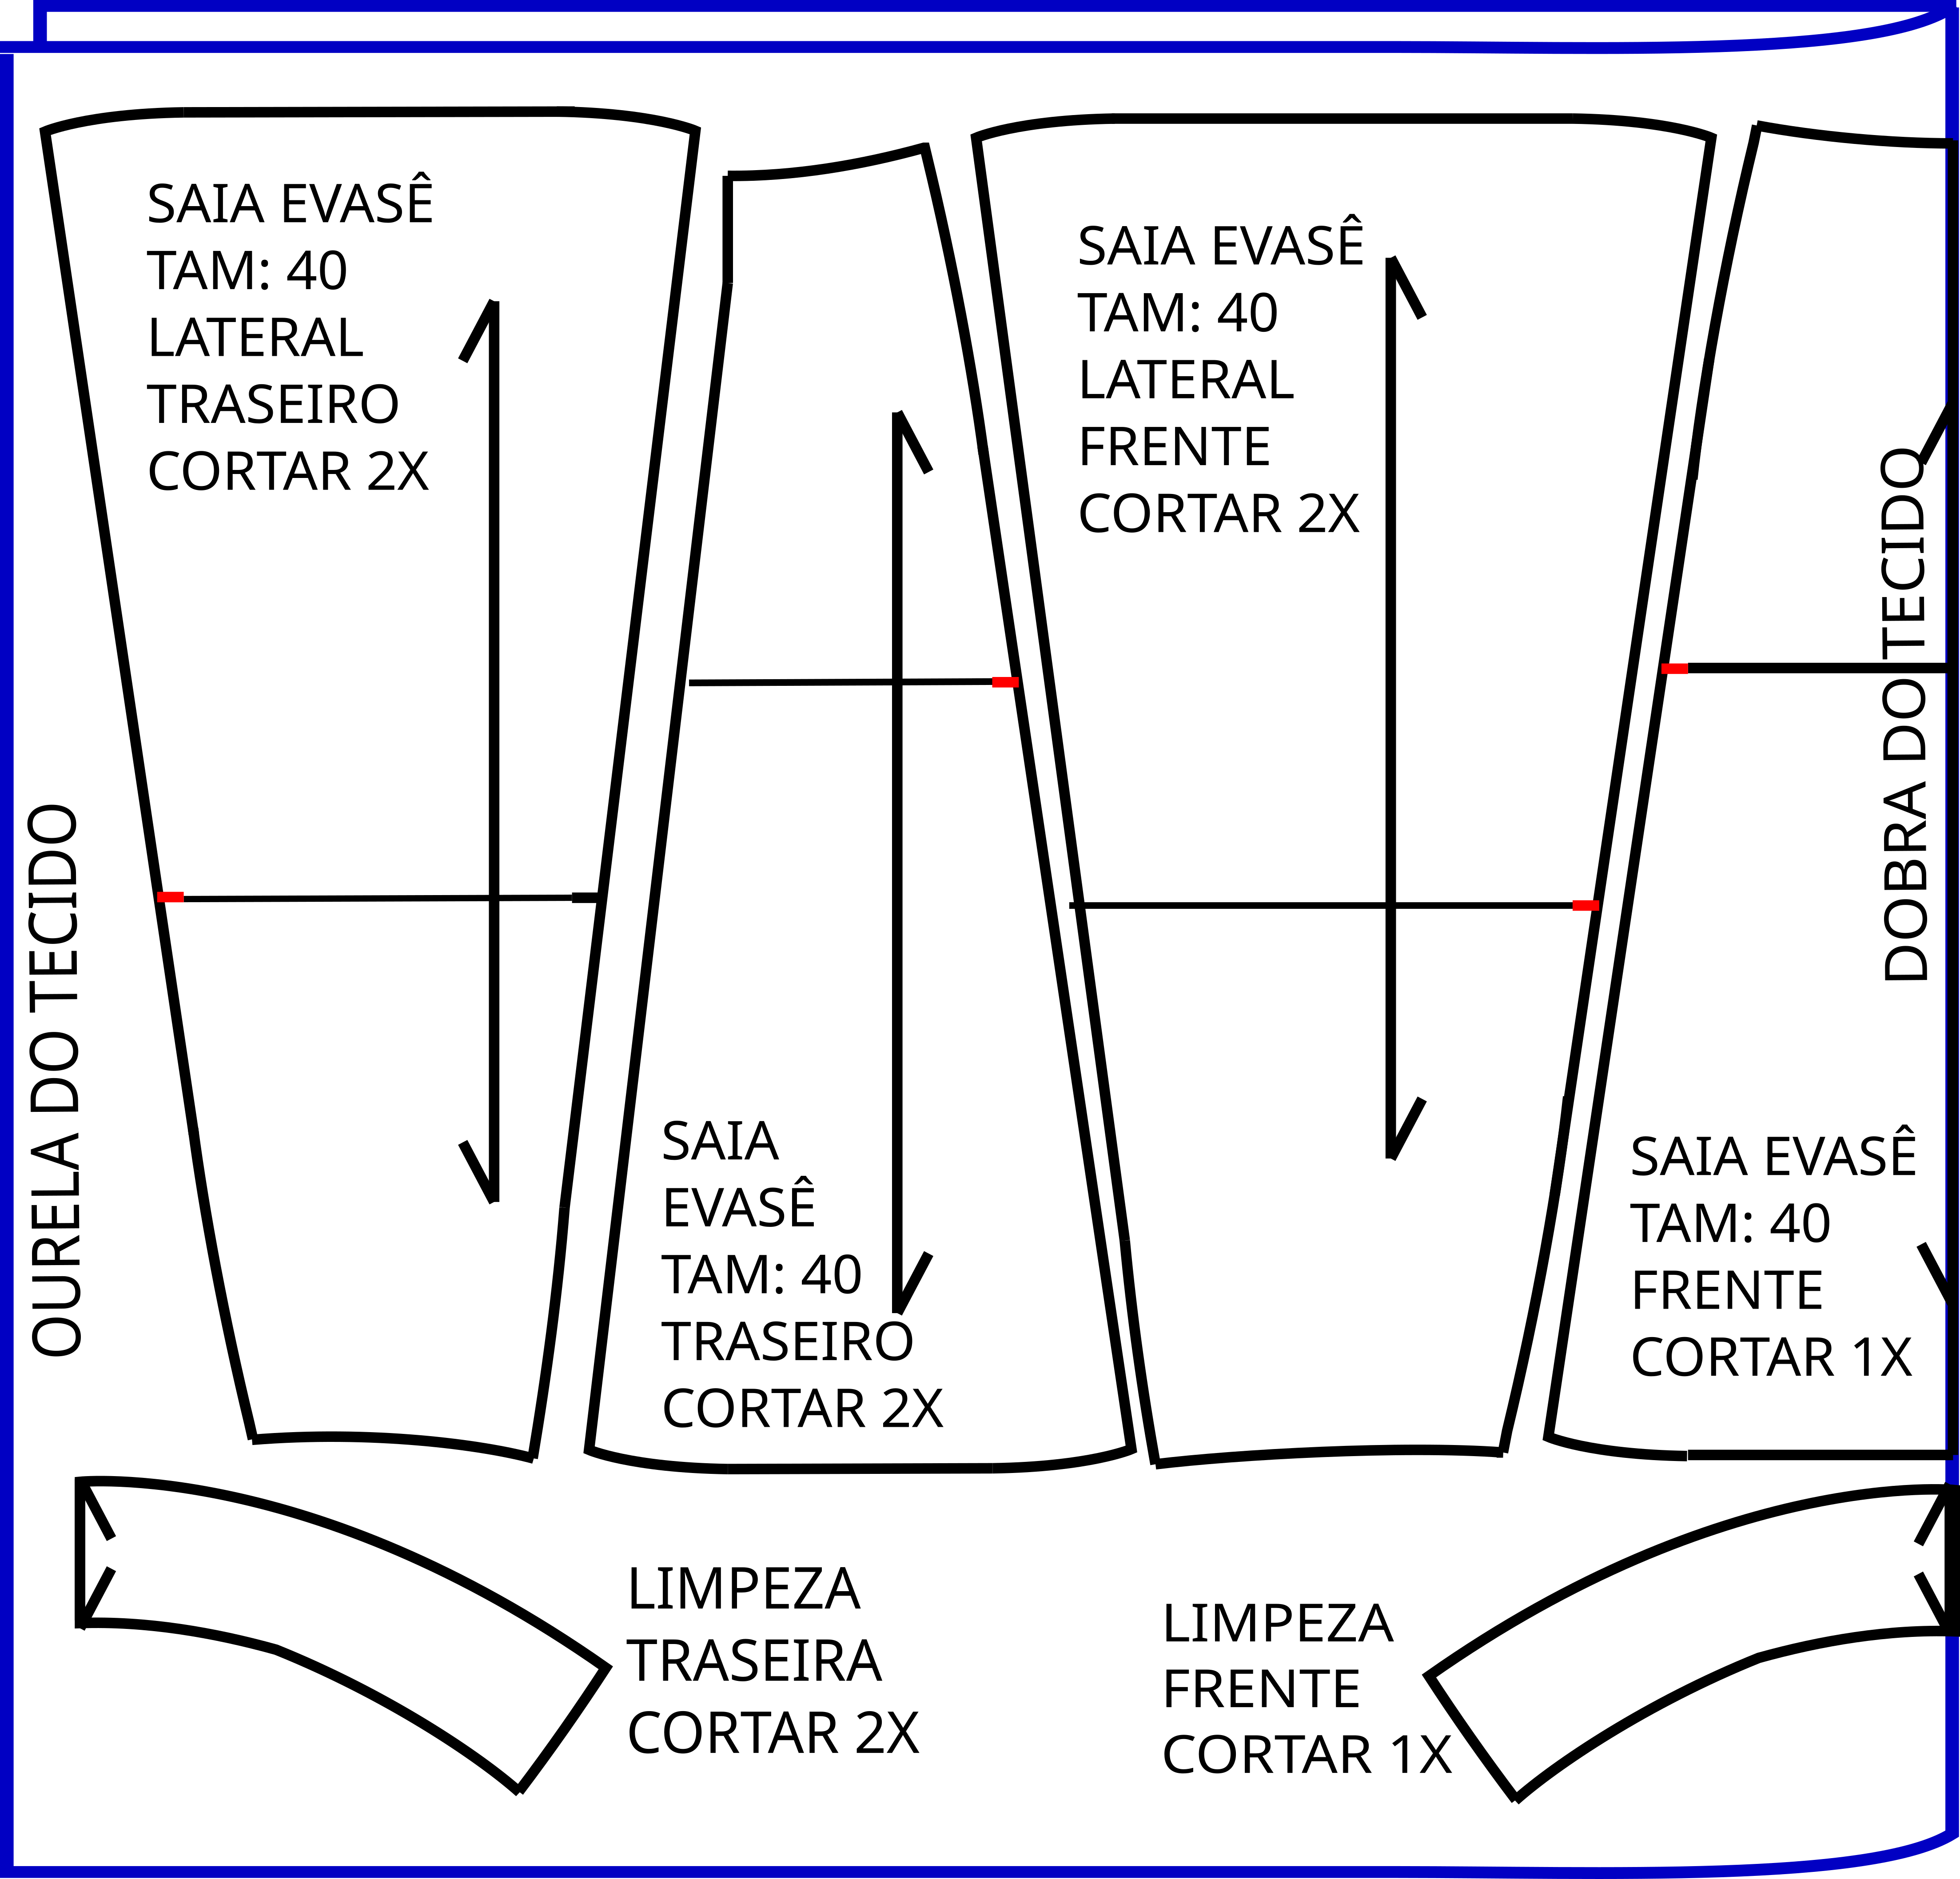 SAIA EVASÊ
TAM: 40
LATERAL
TRASEIRO
CORTAR 2X
SAIA EVASÊ
TAM: 40
LATERAL
FRENTE
CORTAR 2X
DOBRA DO TECIDO
OURELA DO TECIDO
SAIA
EVASÊ
TAM: 40
TRASEIRO
CORTAR 2X
SAIA EVASÊ
TAM: 40
FRENTE
CORTAR 1X
LIMPEZA
TRASEIRA
CORTAR 2X
LIMPEZA
FRENTE
CORTAR 1X